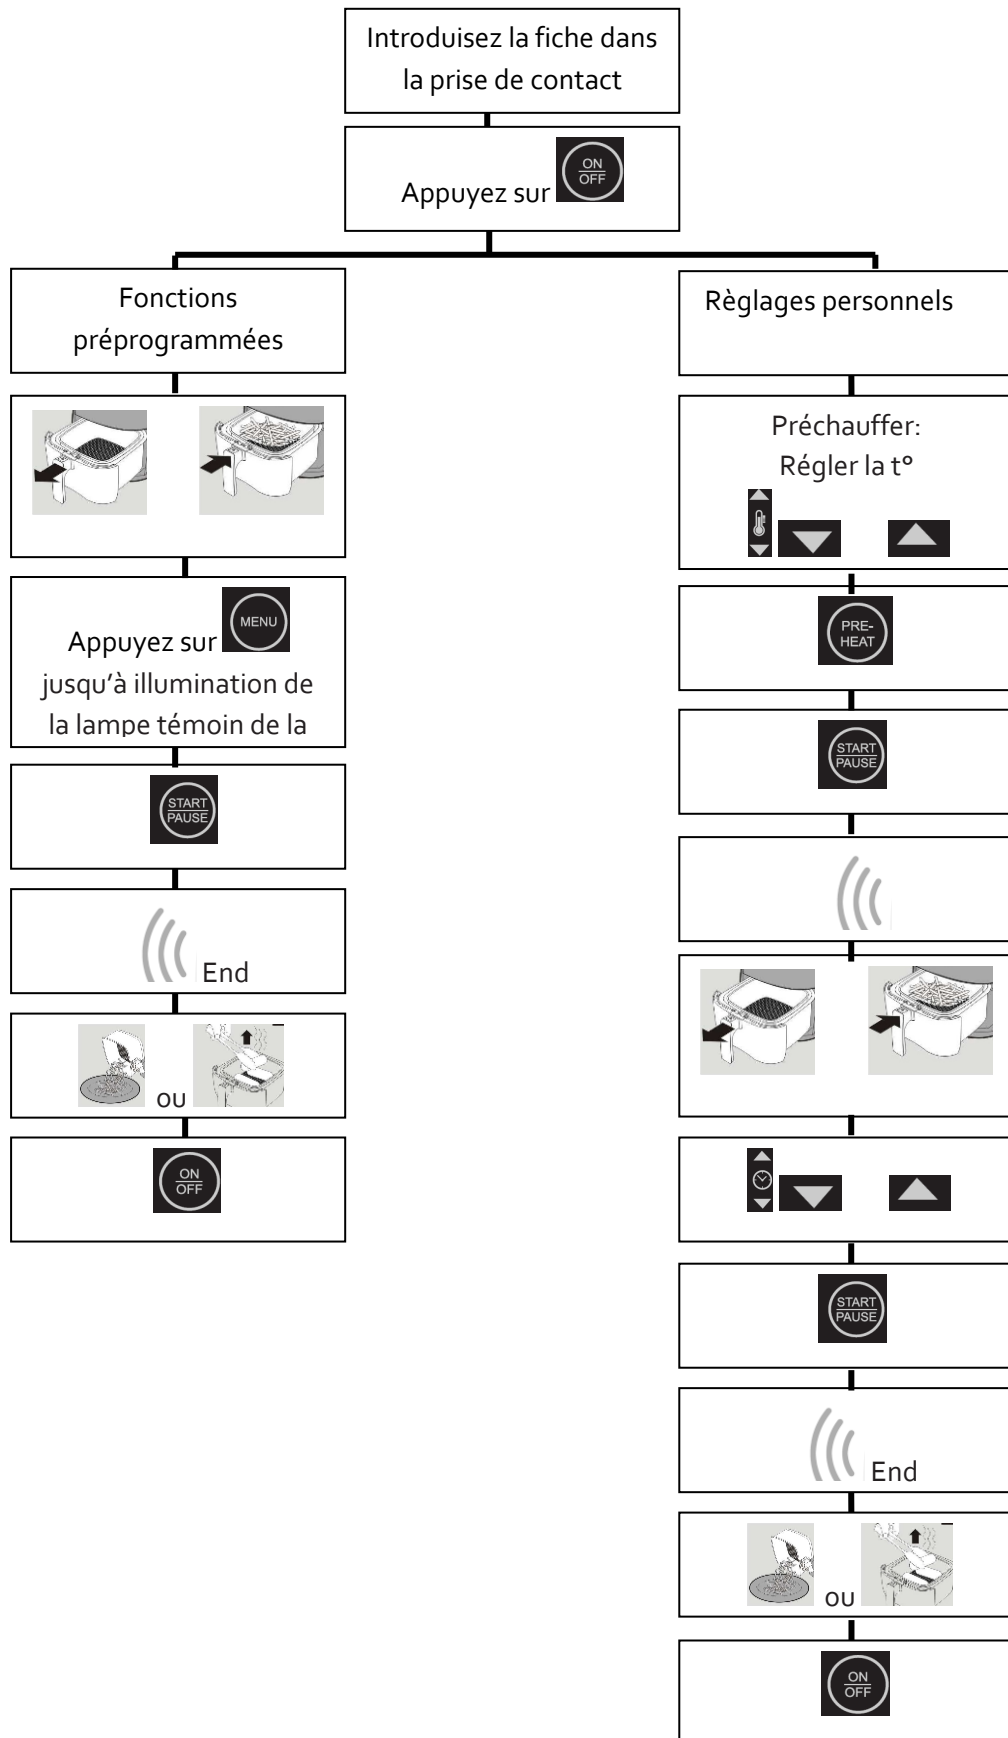 Introduisez la fiche dans
la prise de contact
Appuyez sur ON
OFF
Fonctions
préprogrammées
Appuyez sur MENU
jusqu'à illumination de
la lampe témoin de la
START
PAUSE
End
ou
ON
OFF
Règlages personnels
Préchauffer:
Régler la t°
PRE-
HEAT
START
PAUSE
START
PAUSE
End
ou
ON
OFF